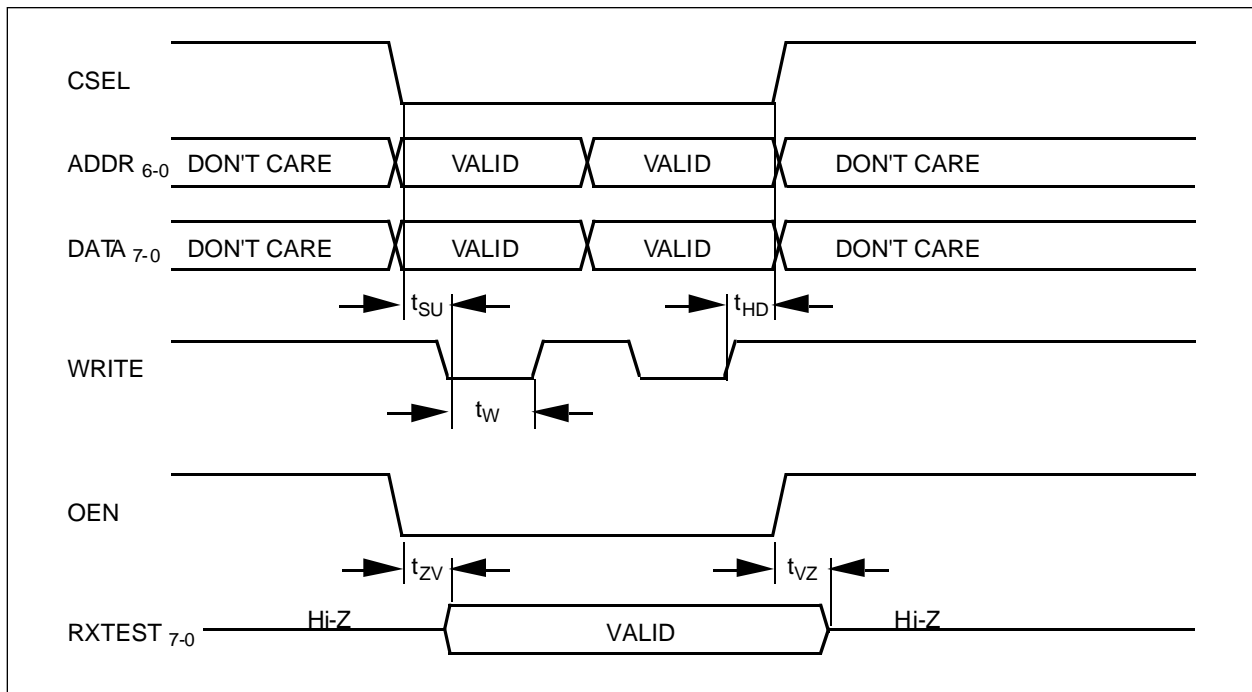 CSEL
ADDR 6-0 DON'T CARE VALID VALID DON'T CARE
DATA 7-0 DON'T CARE VALID VALID DON'T CARE
tSU tHD
WRITE
tW
OEN
tZV tVZ
Hi-Z Hi-Z
RXTEST 7-0 VALID